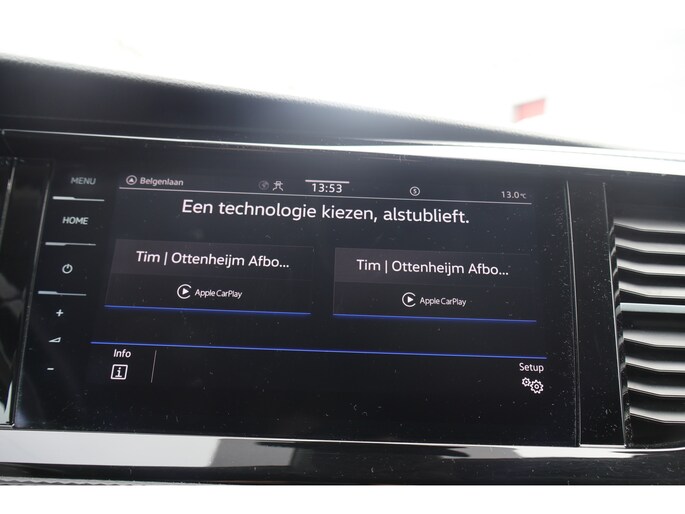 MENU
Belgenlaan
13:53
13.0°C
HOME
Een technologie kiezen, alstublieft.
Tim | Ottenheijm Afbo...
Apple CarPlay
Tim | Ottenheijm Afbo...
Apple CarPlay
+
-
Info
i
Setup